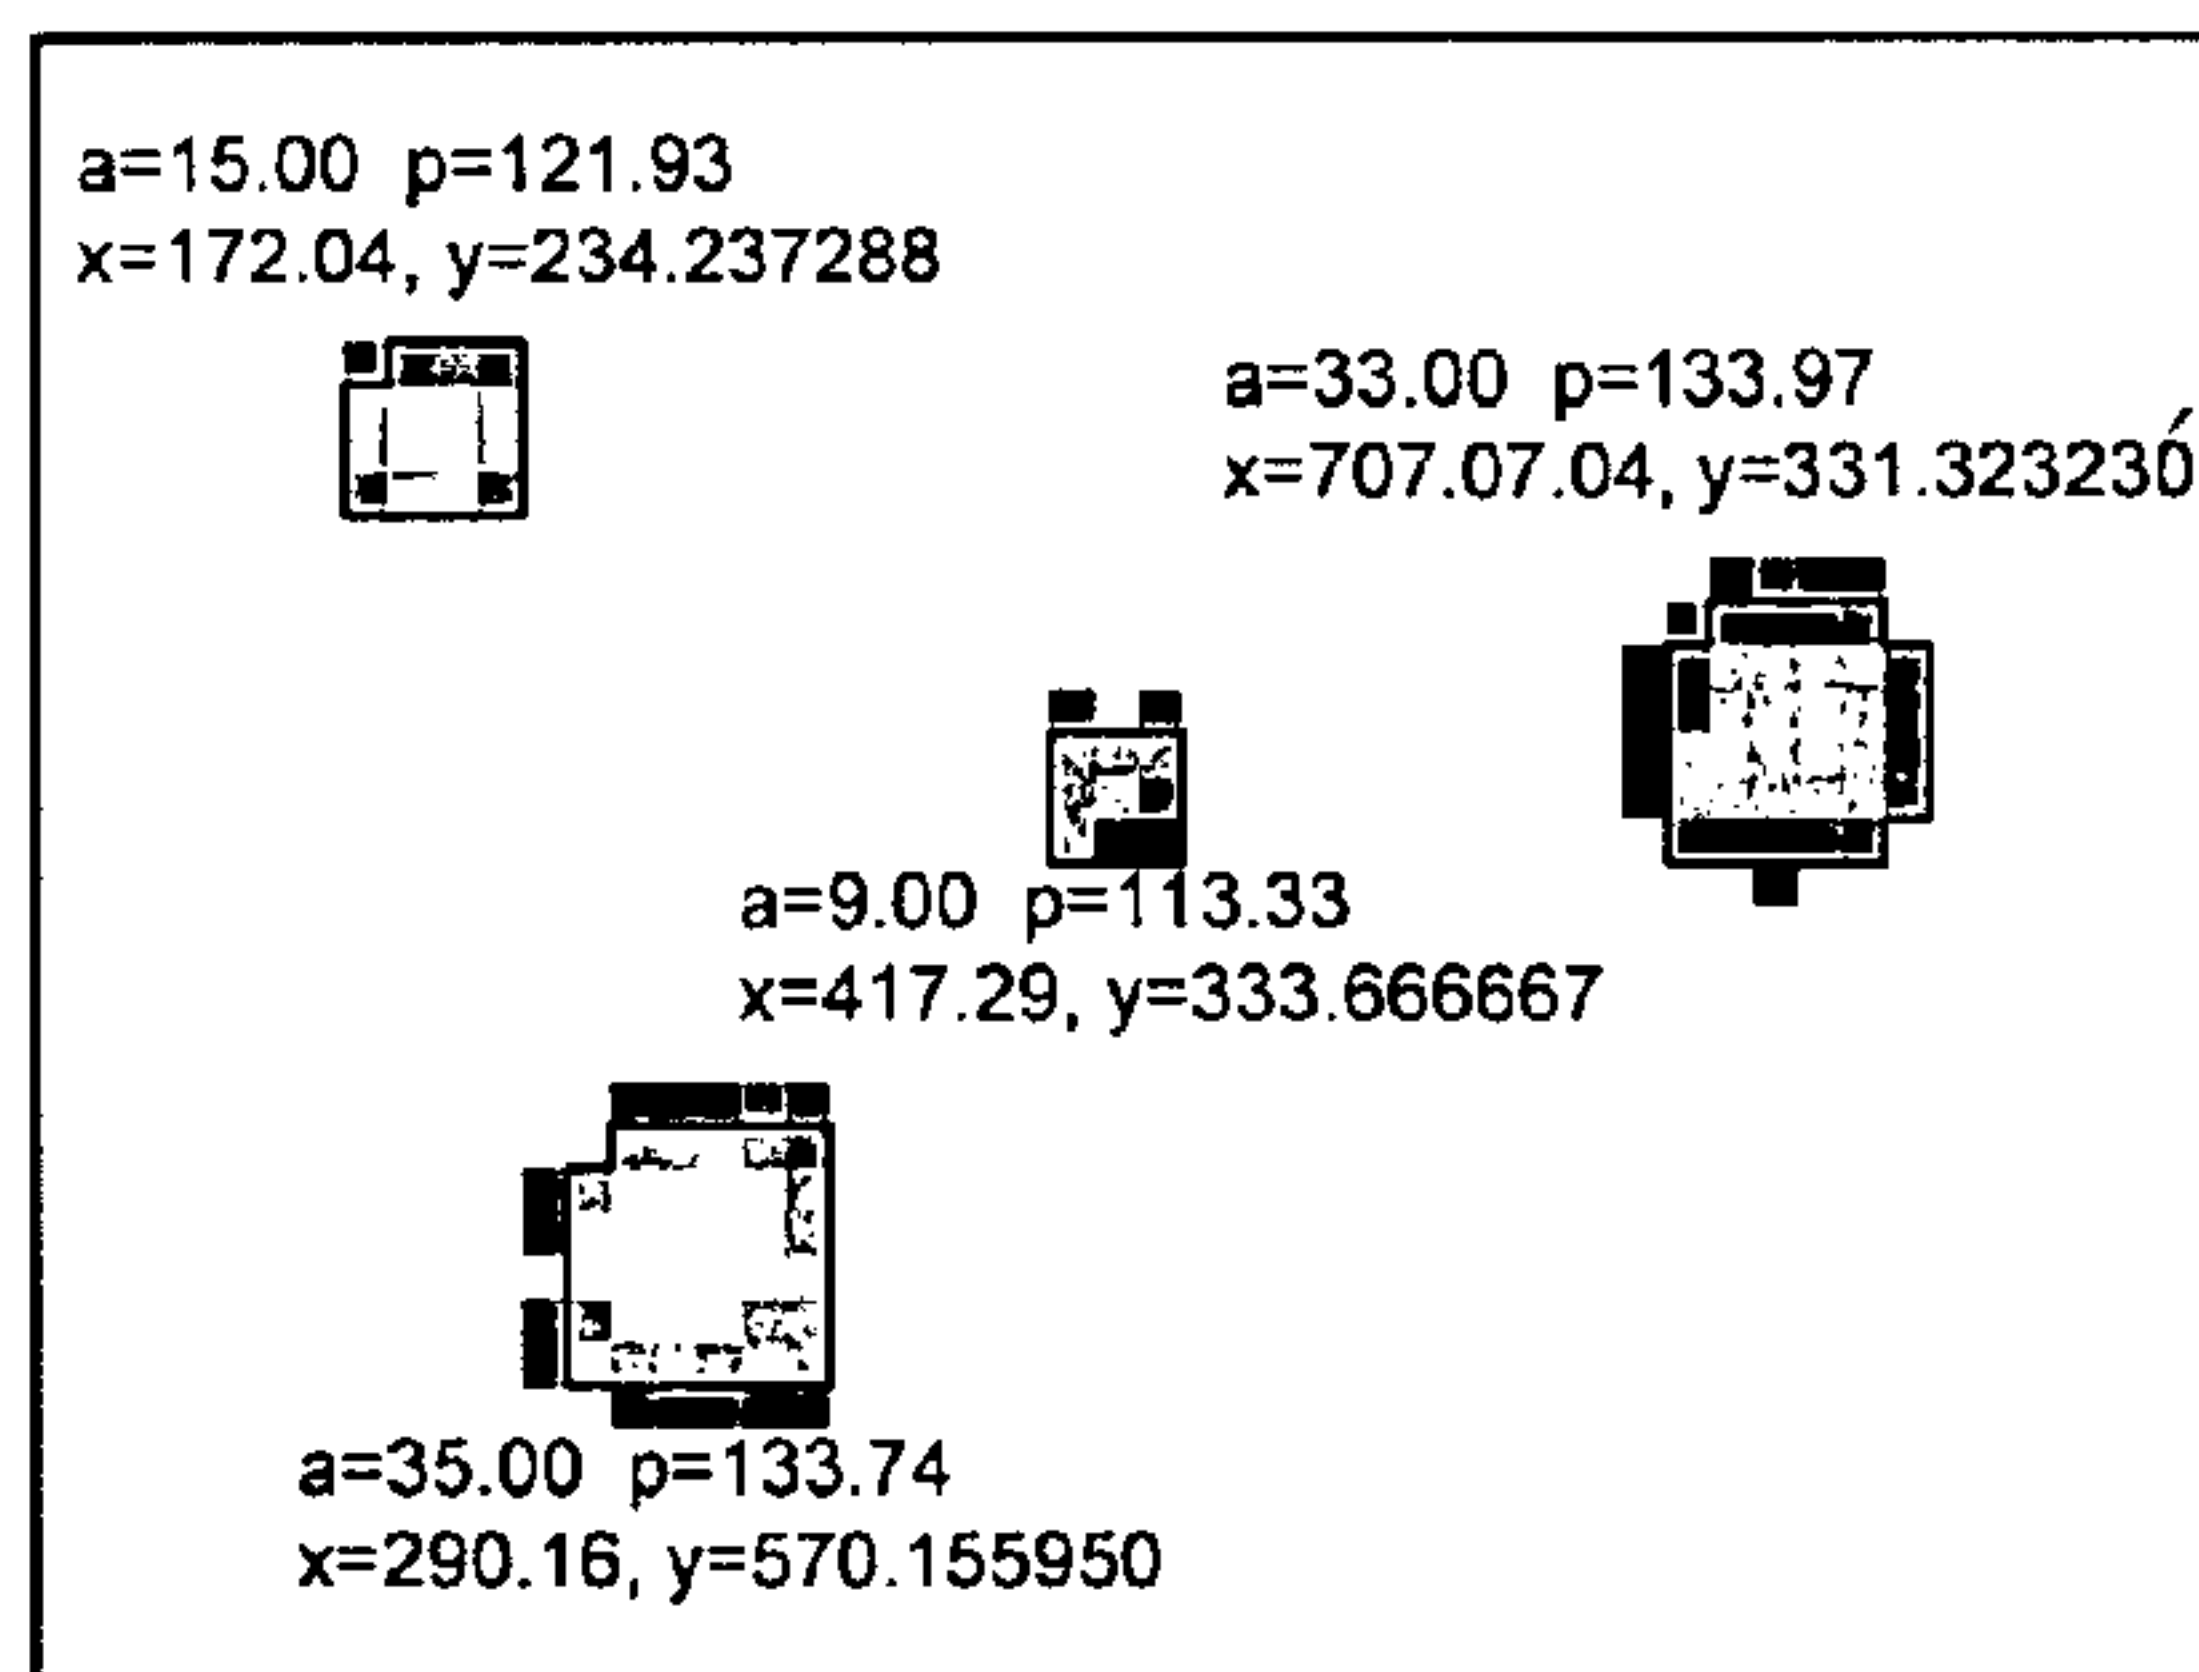 a=15.00 p=121.93
x=172.04, y=234.237288
a=33.00 p=133.97
x=707.07.04, y=331.323230
a=9.00 p=113.33
x=417.29, y=333.666667
a=35.00 p=133.74
x=290.16, y=570.155950